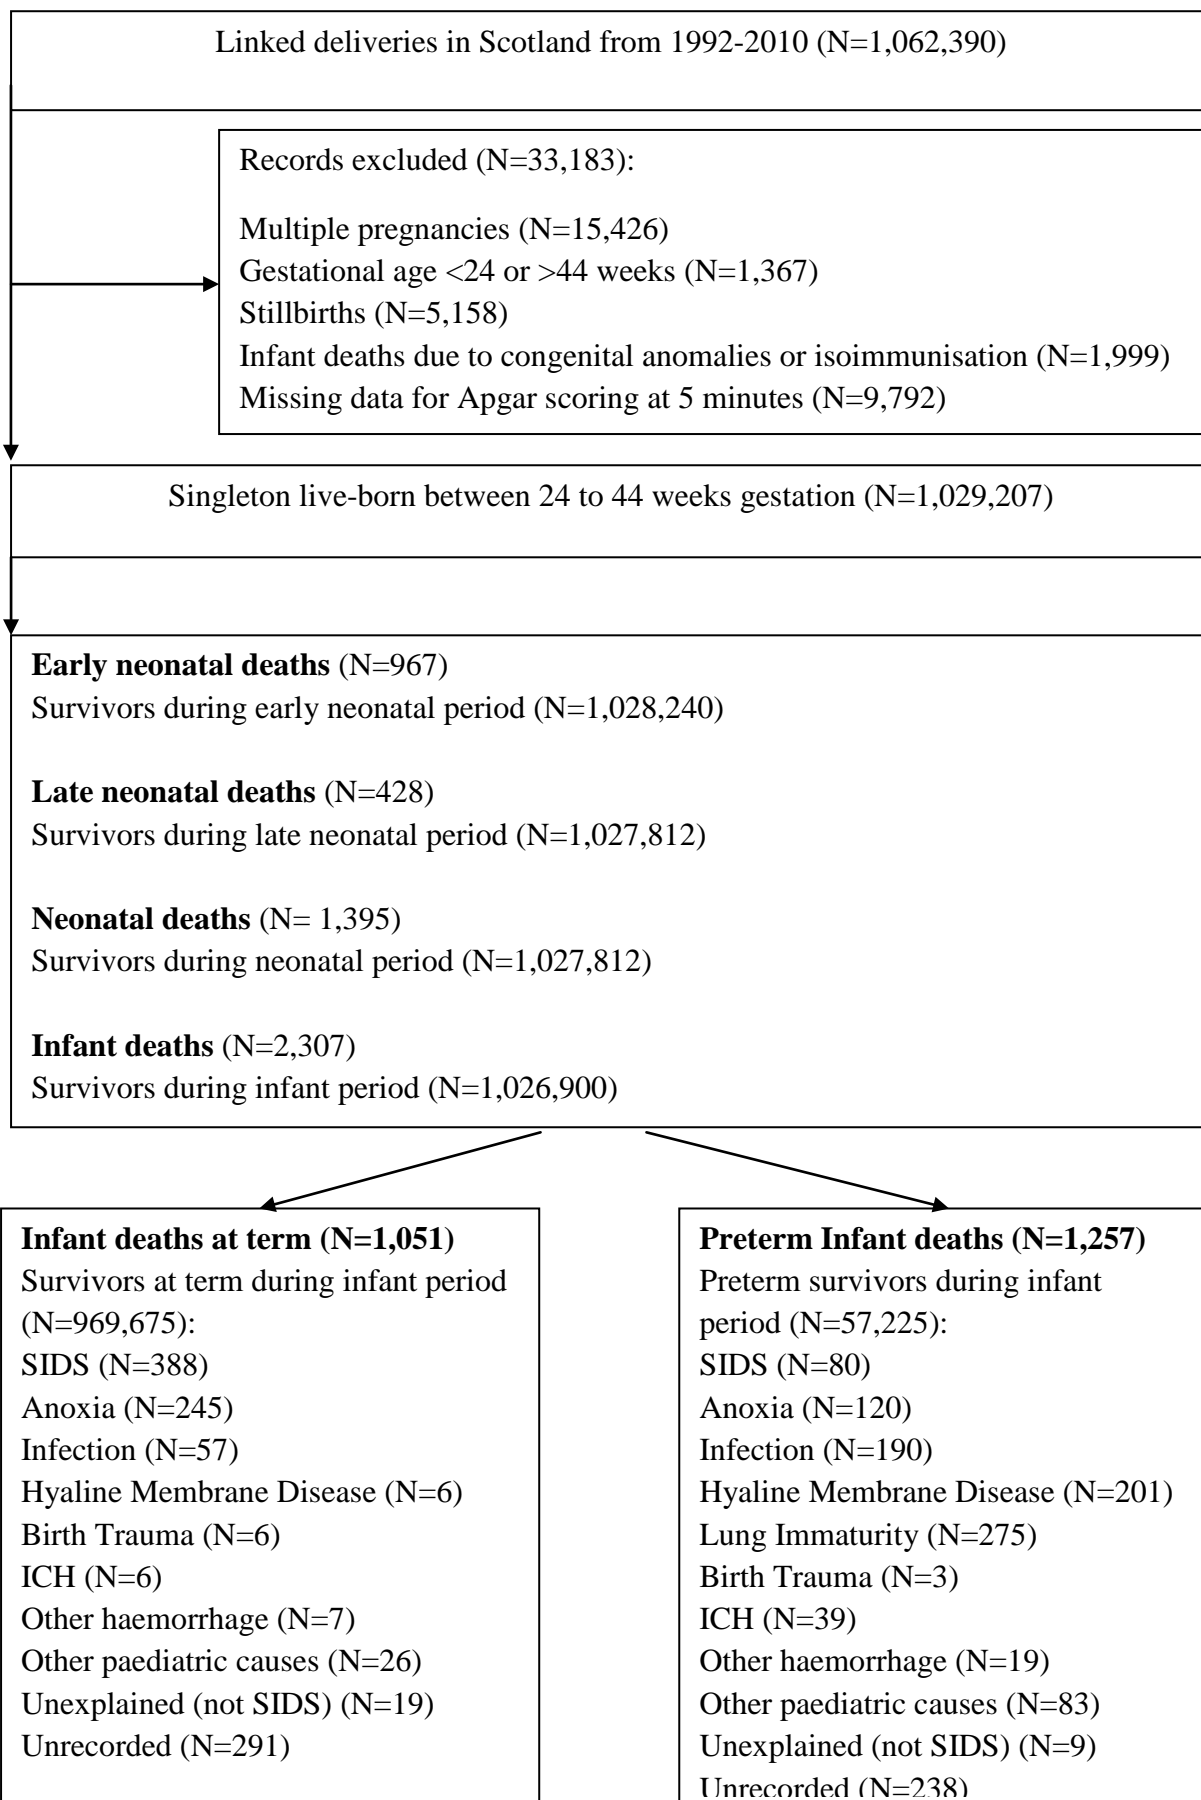 Linked deliveries in Scotland from 1992-2010 (N=1,062,390)
Records excluded (N=33,183):
Multiple pregnancies (N=15,426)
Gestational age <24 or >44 weeks (N=1,367)
Stillbirths (N=5,158)
Infant deaths due to congenital anomalies or isoimmunisation (N=1,999)
Missing data for Apgar scoring at 5 minutes (N=9,792)
Singleton live-born between 24 to 44 weeks gestation (N=1,029,207)
Early neonatal deaths (N=967)
Survivors during early neonatal period (N=1,028,240)
Late neonatal deaths (N=428)
Survivors during late neonatal period (N=1,027,812)
Neonatal deaths (N= 1,395)
Survivors during neonatal period (N=1,027,812)
Infant deaths (N=2,307)
Survivors during infant period (N=1,026,900)
Infant deaths at term (N=1,051)
Survivors at term during infant period
(N=969,675):
SIDS (N=388)
Anoxia (N=245)
Infection (N=57)
Hyaline Membrane Disease (N=6)
Birth Trauma (N=6)
ICH (N=6)
Other haemorrhage (N=7)
Other paediatric causes (N=26)
Unexplained (not SIDS) (N=19)
Unrecorded (N=291)
Preterm Infant deaths (N=1,257)
Preterm survivors during infant
period (N=57,225):
SIDS (N=80)
Anoxia (N=120)
Infection (N=190)
Hyaline Membrane Disease (N=201)
Lung Immaturity (N=275)
Birth Trauma (N=3)
ICH (N=39)
Other haemorrhage (N=19)
Other paediatric causes (N=83)
Unexplained (not SIDS) (N=9)
Unrecorded (N=238)